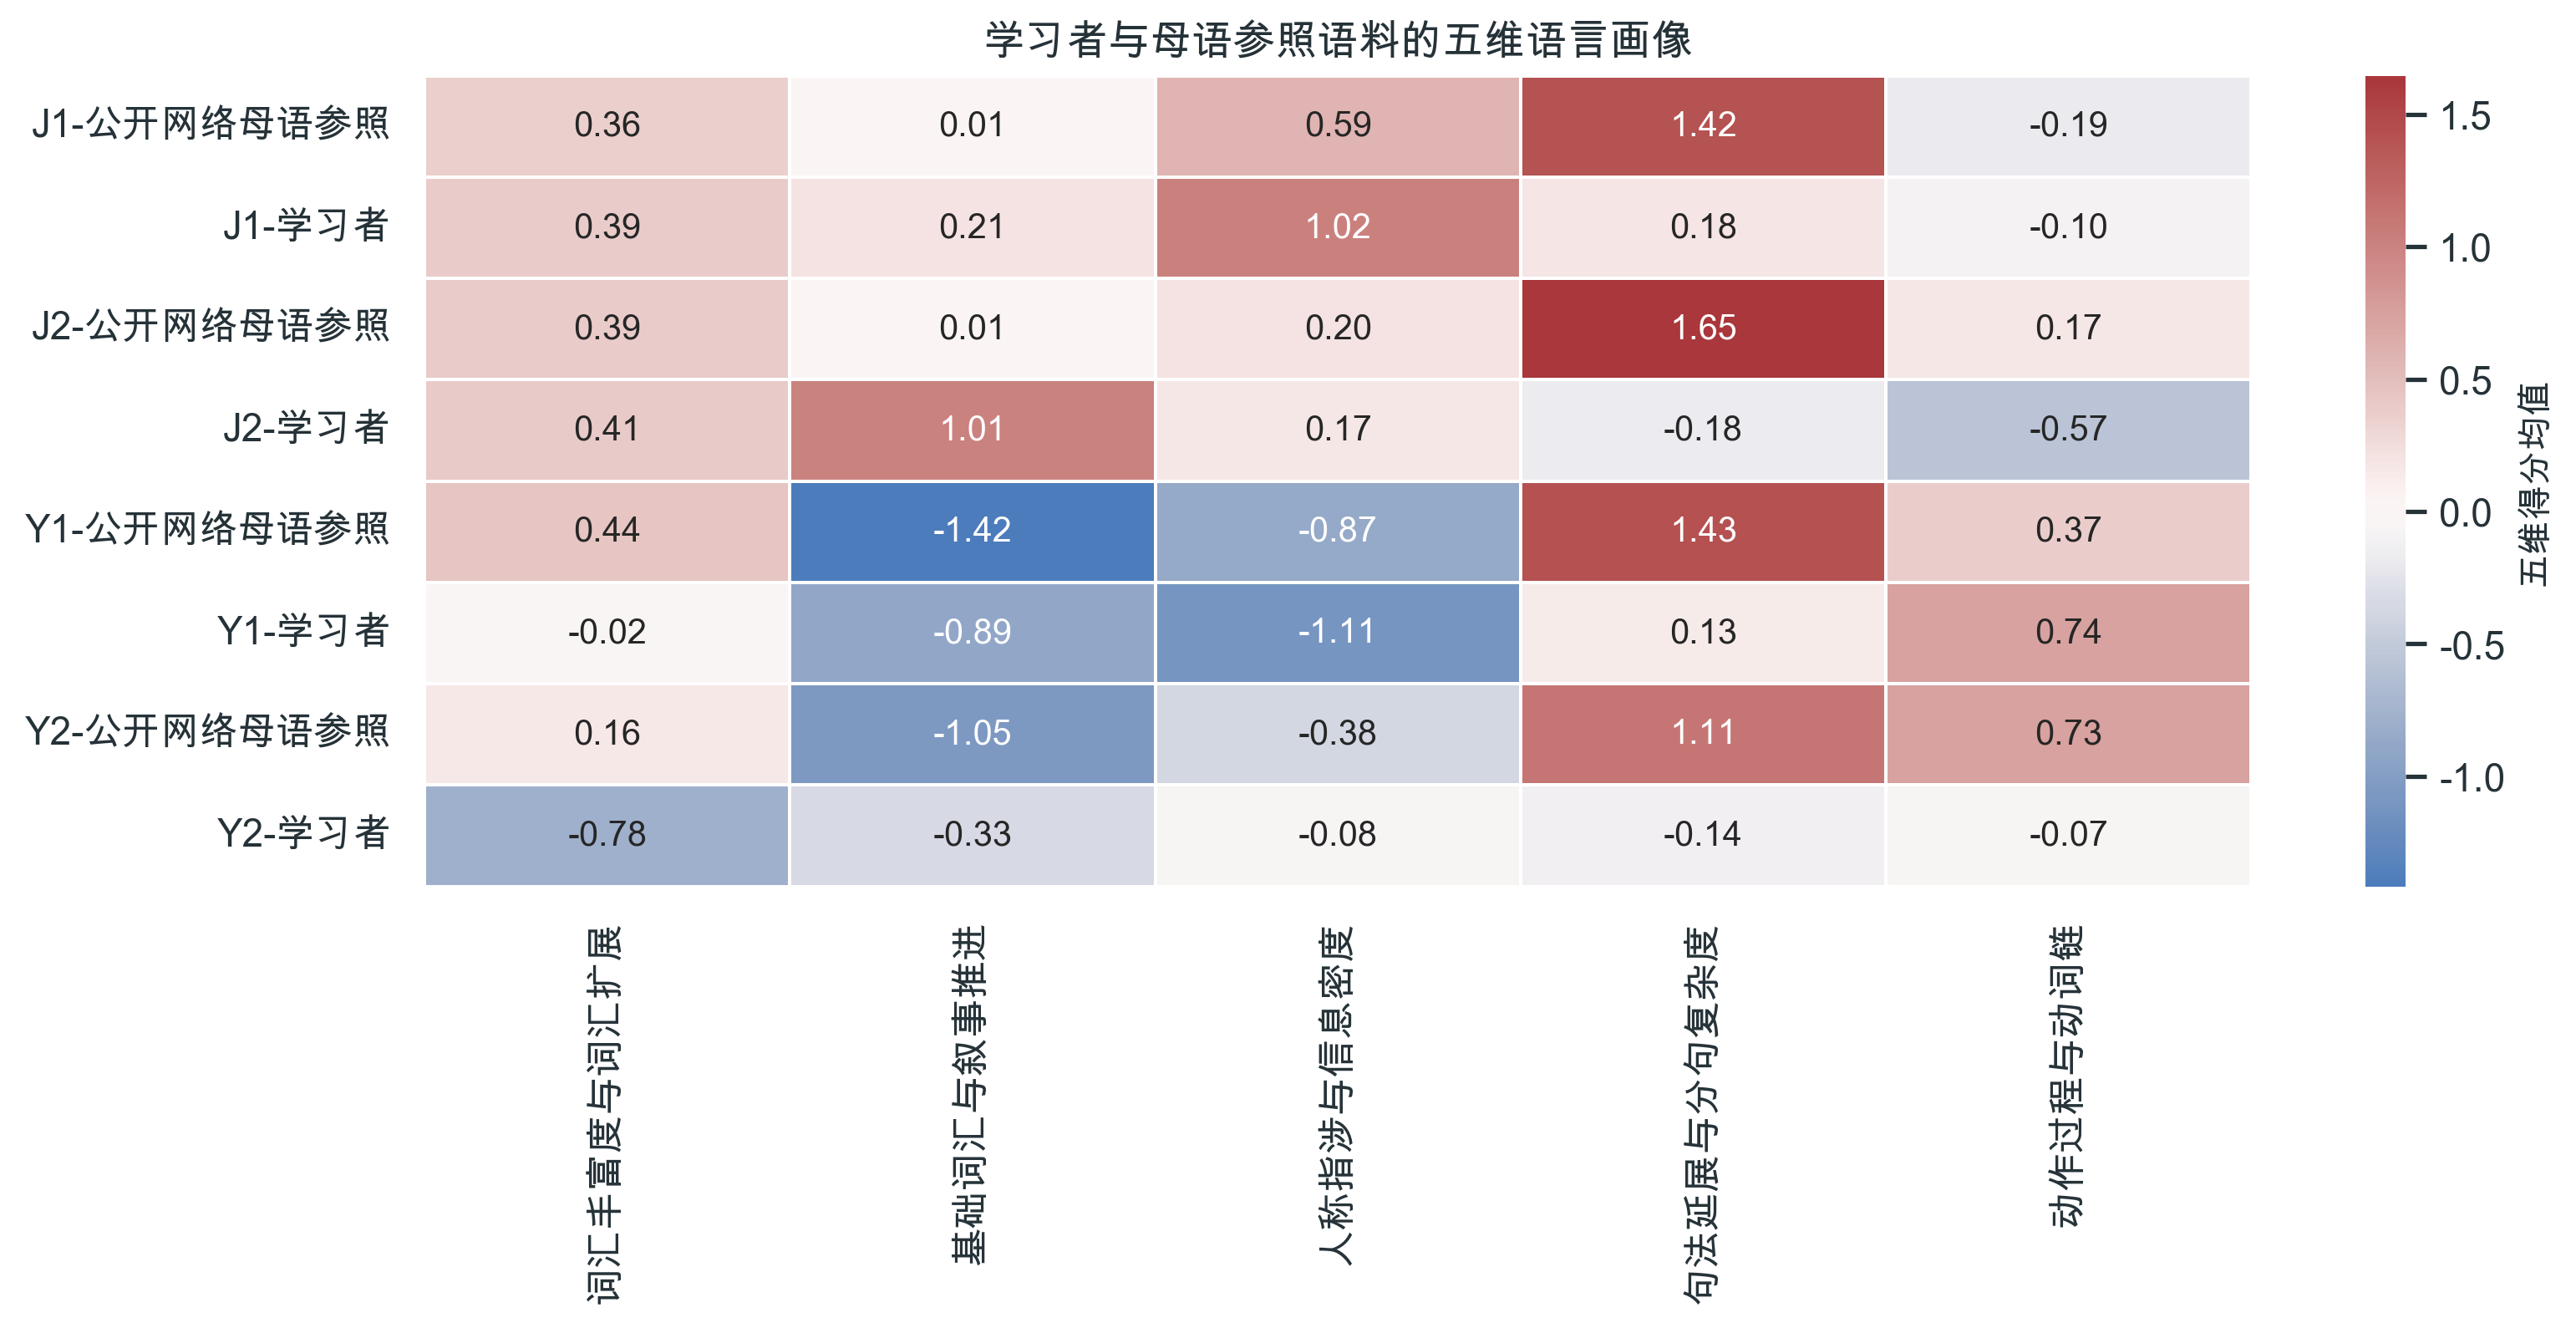 学习者与母语参照语料的五维语言画像
J1-公开网络母语参照 0.36 0.01 0.59 1.42 -0.19
J1-学习者 0.39 0.21 1.02 0.18 -0.10
J2-公开网络母语参照 0.39 0.01 0.20 1.65 0.17
J2-学习者 0.41 1.01 0.17 -0.18 -0.57
Y1-公开网络母语参照 0.44 -1.42 -0.87 1.43 0.37
Y1-学习者 -0.02 -0.89 -1.11 0.13 0.74
Y2-公开网络母语参照 0.16 -1.05 -0.38 1.11 0.73
Y2-学习者 -0.78 -0.33 -0.08 -0.14 -0.07
词汇丰富度与词汇扩展
基础词汇与叙事推进
人称指涉与信息密度
句法延展与分句复杂度
动作过程与动词链
1.5
1.0
0.5
0.0
-0.5
-1.0
五维得分均值